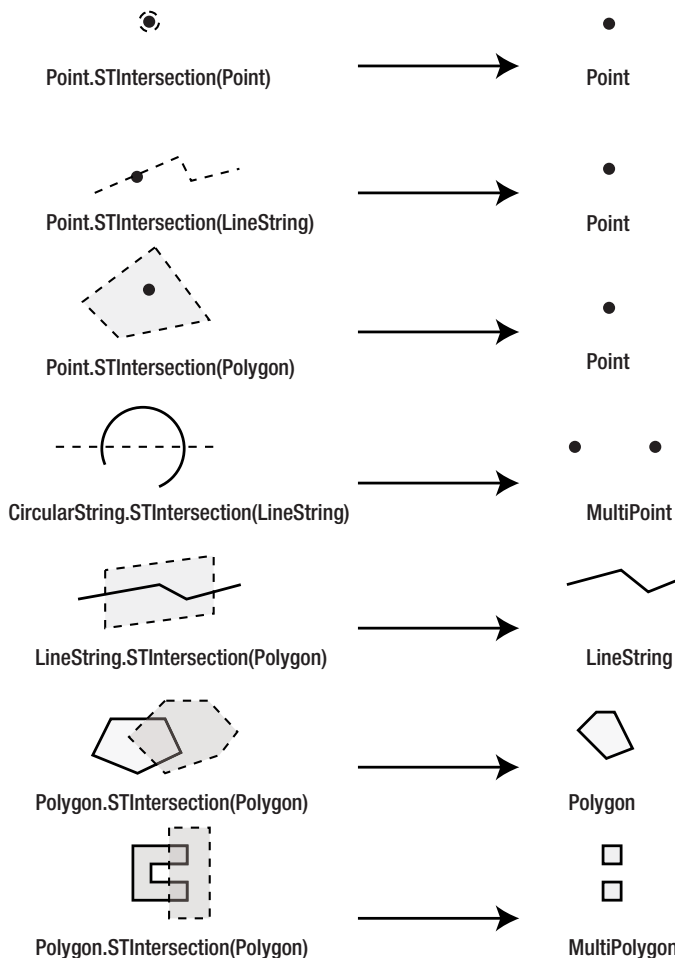 Point.STIntersection(Point)
Point
Point.STIntersection(LineString)
Point
Point.STIntersection(Polygon)
Point
CircularString.STIntersection(LineString)
MultiPoint
LineString.STIntersection(Polygon)
LineString
Polygon.STIntersection(Polygon)
Polygon
Polygon.STIntersection(Polygon)
MultiPolygon